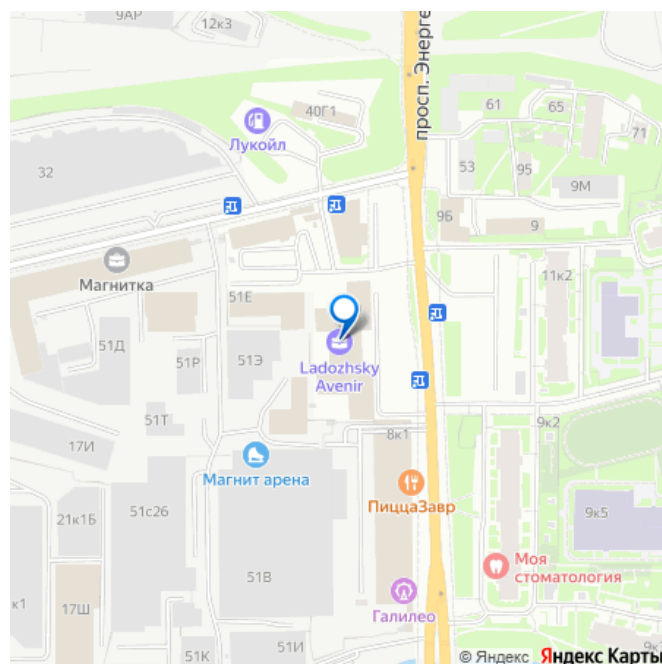 9АР
12к3
просп. Энерге
40Г1
61
65
Лукойл
71
53
95
32
9М
9Б
9
Магнитка
11к2
51Е
51Д
51Р
51Э
Ladozhsky
Avenir
51Т
9к2
8к1
17И
Магнит арена
ПиццаЗавр
21к1Б
51с26
9к5
Моя
стоматология
51В
к1
17Ш
Галилео
51К
51И
9к
© Яндекс Яндекс Карты